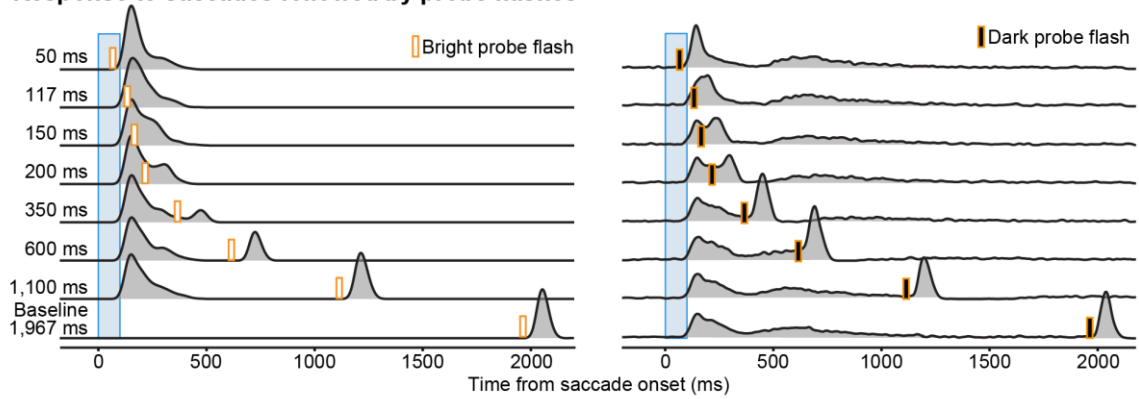 Bright probe flash
Dark probe flash
50 ms
117 ms
150 ms
200 ms
350 ms
600 ms
1,100 ms
Baseline
1,967 ms
0 500 1000 1500 2000
0 500 1000 1500 2000
Time from saccade onset (ms)